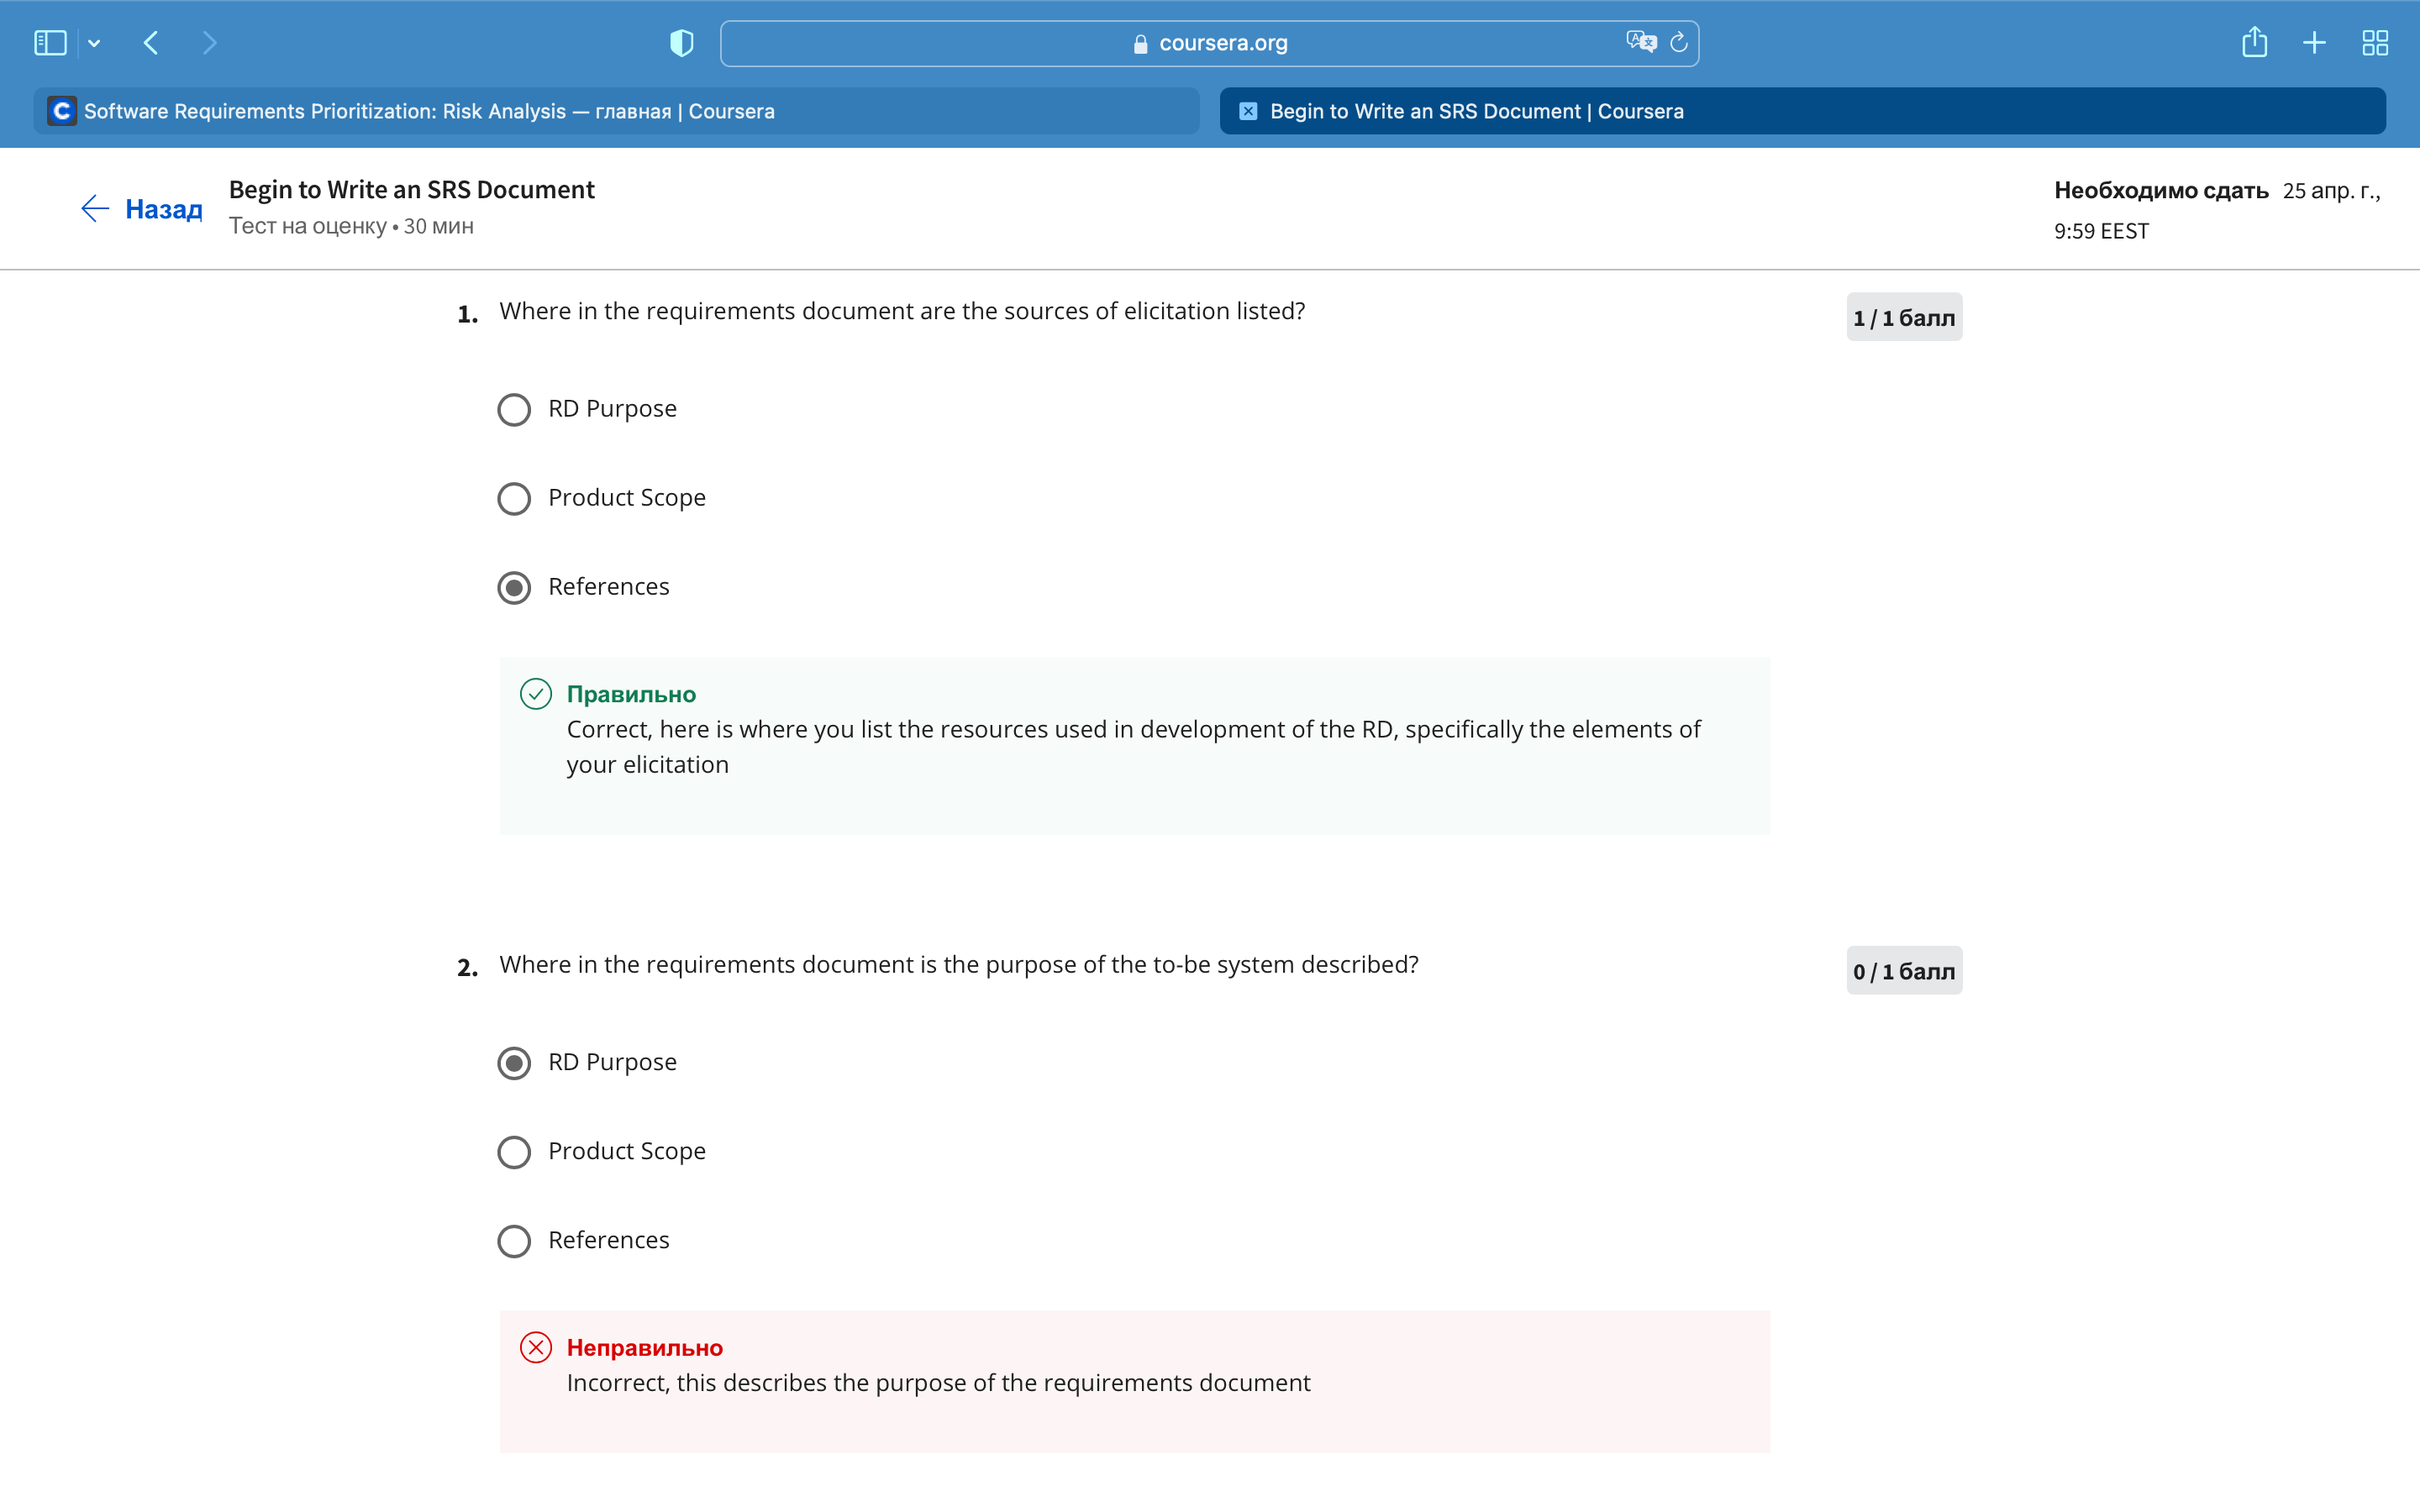 coursera.org
Software Requirements Prioritization: Risk Analysis — главная | Coursera
Begin to Write an SRS Document | Coursera
Назад
Begin to Write an SRS Document
Тест на оценку • 30 мин
Необходимо сдать 25 апр. г.,
9:59 EEST
1. Where in the requirements document are the sources of elicitation listed?
1 / 1 балл
RD Purpose
Product Scope
References
Правильно
Correct, here is where you list the resources used in development of the RD, specifically the elements of
your elicitation
2. Where in the requirements document is the purpose of the to-be system described?
0 / 1 балл
RD Purpose
Product Scope
References
Неправильно
Incorrect, this describes the purpose of the requirements document